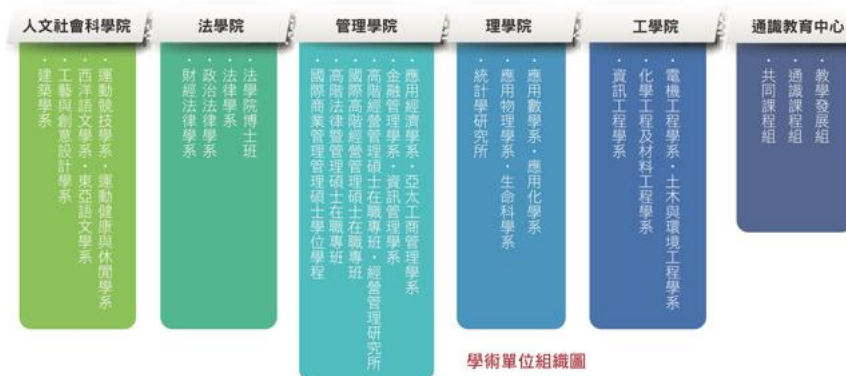 人文社會科學院
・運動競技學系・運動健康與休閒學系
・西洋語文學系・東亞語文學系
・工藝與創意設計學系
・建築學系
法學院
・法學院博士班
・法律學系
・政治法律學系
・財經法律學系
管理學院
・應用經濟學系・亞太工商管理學系
・金融管理學系・資訊管理學系
・高階經營管理碩士在職專班・經營管理研究所
・國際高階經營管理碩士在職專班
・高階法律暨管理碩士在職專班
・國際商業管理管理碩士學位學程
理學院
・應用數學系・應用化學系
・應用物理學系・生命科學系
・統計學研究所
工學院
・電機工程學系・土木與環境工程學系
・化學工程及材料工程學系
・資訊工程學系
通識教育中心
・教學發展組
・通識課程組
・共同課程組
學術單位組織圖